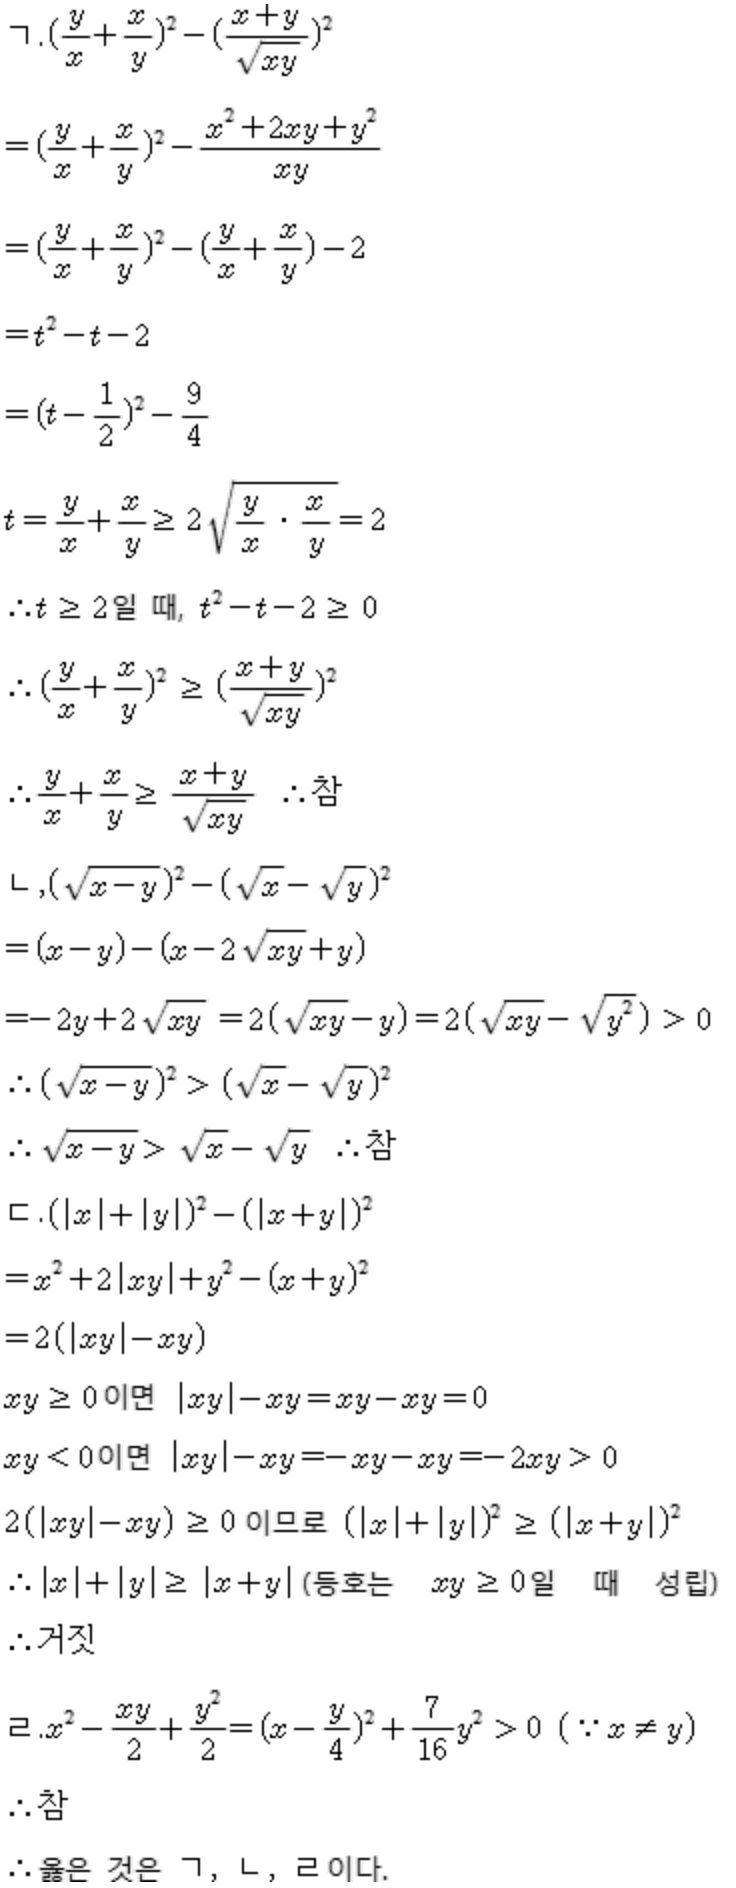 ㄱ.(y/x+x/y)²-((x+y)/√(xy))²
=(y/x+x/y)²-(x²+2xy+y²)/(xy)
=(y/x+x/y)²-(y/x+x/y)-2
=t²-t-2
=(t-1/2)²-9/4
t=y/x+x/y≥2√(y/x·x/y)=2
∴t≥2일 때, t²-t-2≥0
∴(y/x+x/y)²≥((x+y)/√(xy))²
∴y/x+x/y≥(x+y)/√(xy) ∴참
ㄴ,(√(x-y))²-(√x-√y)²
=(x-y)-(x-2√(xy)+y)
=-2y+2√(xy)=2(√(xy)-y)=2(√(xy)-√(y²))>0
∴(√(x-y))²>(√x-√y)²
∴√(x-y)>√x-√y ∴참
ㄷ.(|x|+|y|)²-(|x+y|)²
=x²+2|xy|+y²-(x+y)²
=2(|xy|-xy)
xy≥0이면 |xy|-xy=xy-xy=0
xy<0이면 |xy|-xy=-xy-xy=-2xy>0
2(|xy|-xy)≥0 이므로 (|x|+|y|)²≥(|x+y|)²
∴|x|+|y|≥|x+y| (등호는 xy≥0일 때 성립)
∴거짓
ㄹ.x²-xy/2+y²/2=(x-y/4)²+7/16y²>0 (∵x≠y)
∴참
∴옳은 것은 ㄱ, ㄴ, ㄹ이다.